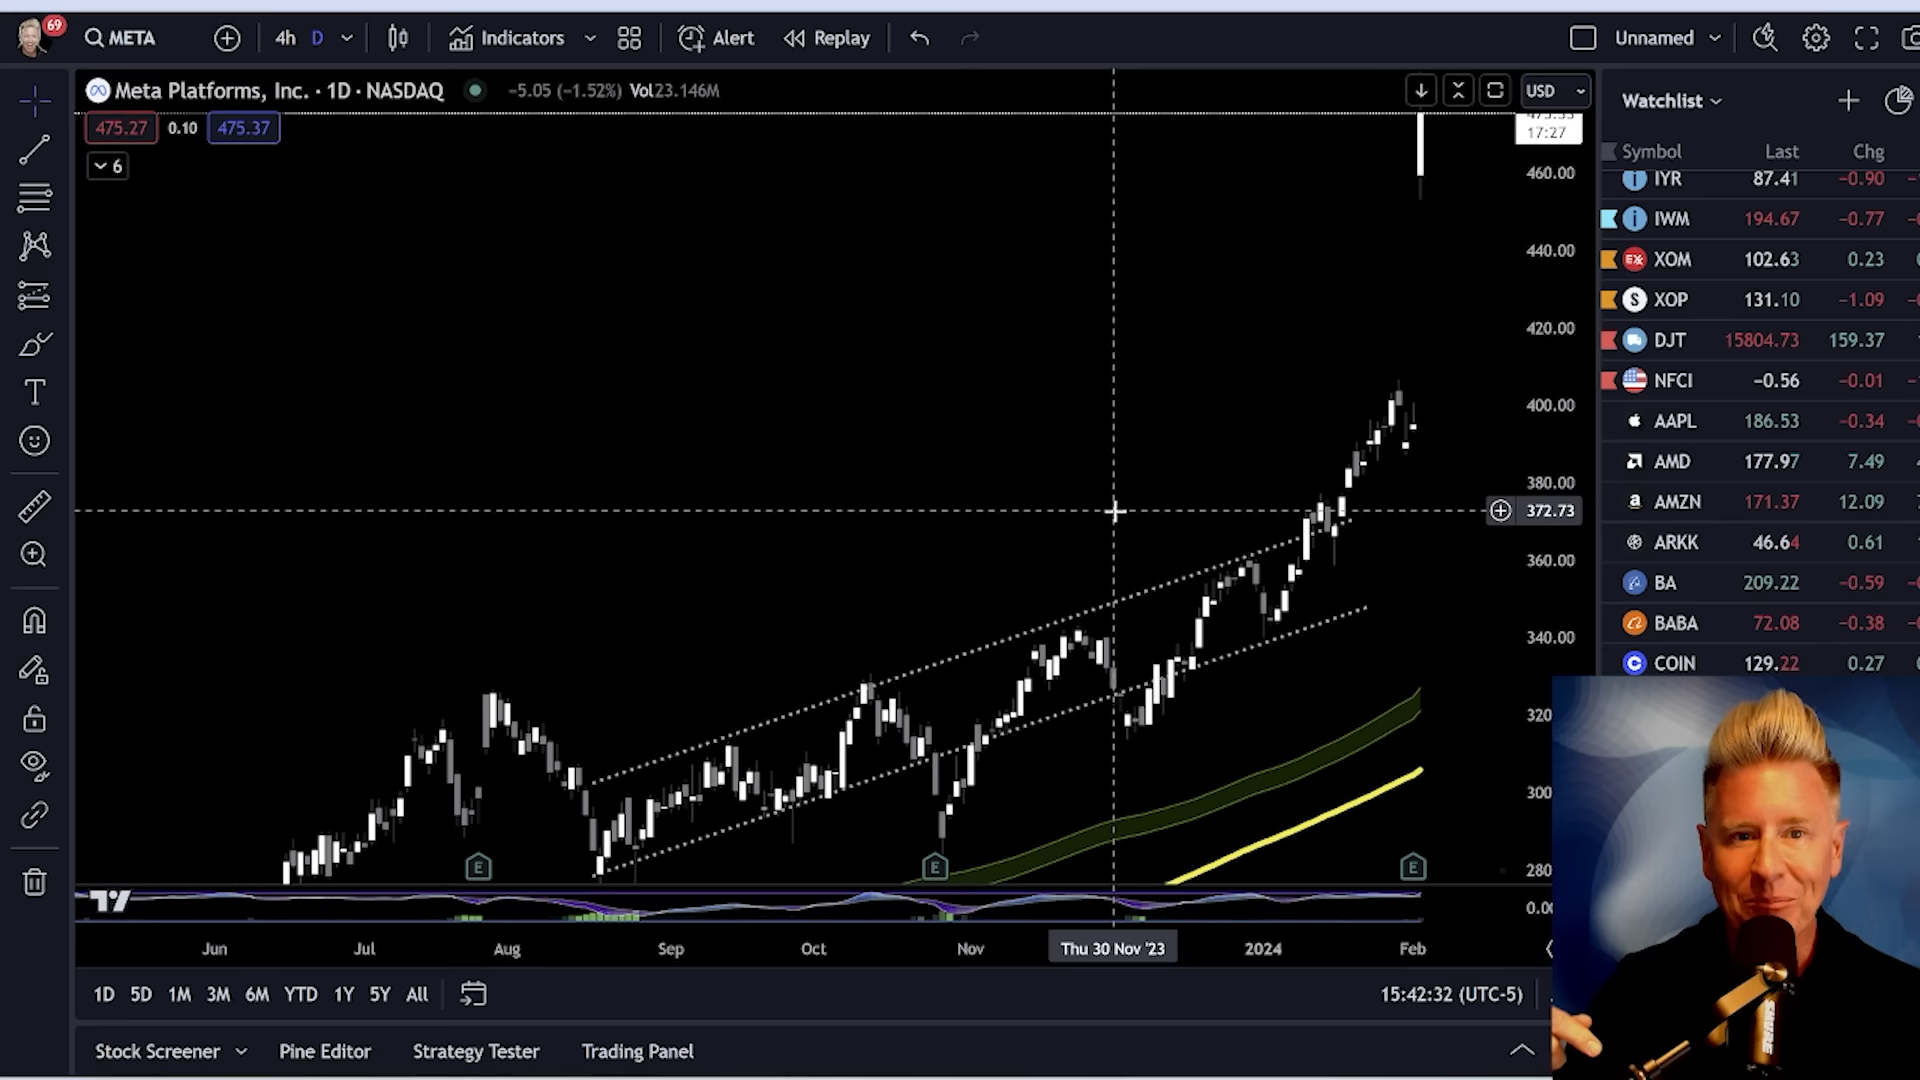 69
META
4h D
Indicators
Alert
Replay
Unnamed
Meta Platforms, Inc. · 1D · NASDAQ
−5.05 (−1.52%) Vol23.146M
USD
475.27 0.10 475.37
6
17:27
460.00
440.00
420.00
400.00
380.00
372.73
360.00
340.00
320
300
280
0.0
E
E
E
Jun Jul Aug Sep Oct Nov Thu 30 Nov '23 2024 Feb
1D 5D 1M 3M 6M YTD 1Y 5Y All
15:42:32 (UTC-5)
Stock Screener Pine Editor Strategy Tester Trading Panel
Watchlist
Symbol Last Chg
IYR 87.41 −0.90
IWM 194.67 −0.77
XOM 102.63 0.23
S XOP 131.10 −1.09
DJT 15804.73 159.37
NFCI −0.56 −0.01
AAPL 186.53 −0.34
AMD 177.97 7.49
a AMZN 171.37 12.09
ARKK 46.64 0.61
BA 209.22 −0.59
BABA 72.08 −0.38
COIN 129.22 0.27
SHURE